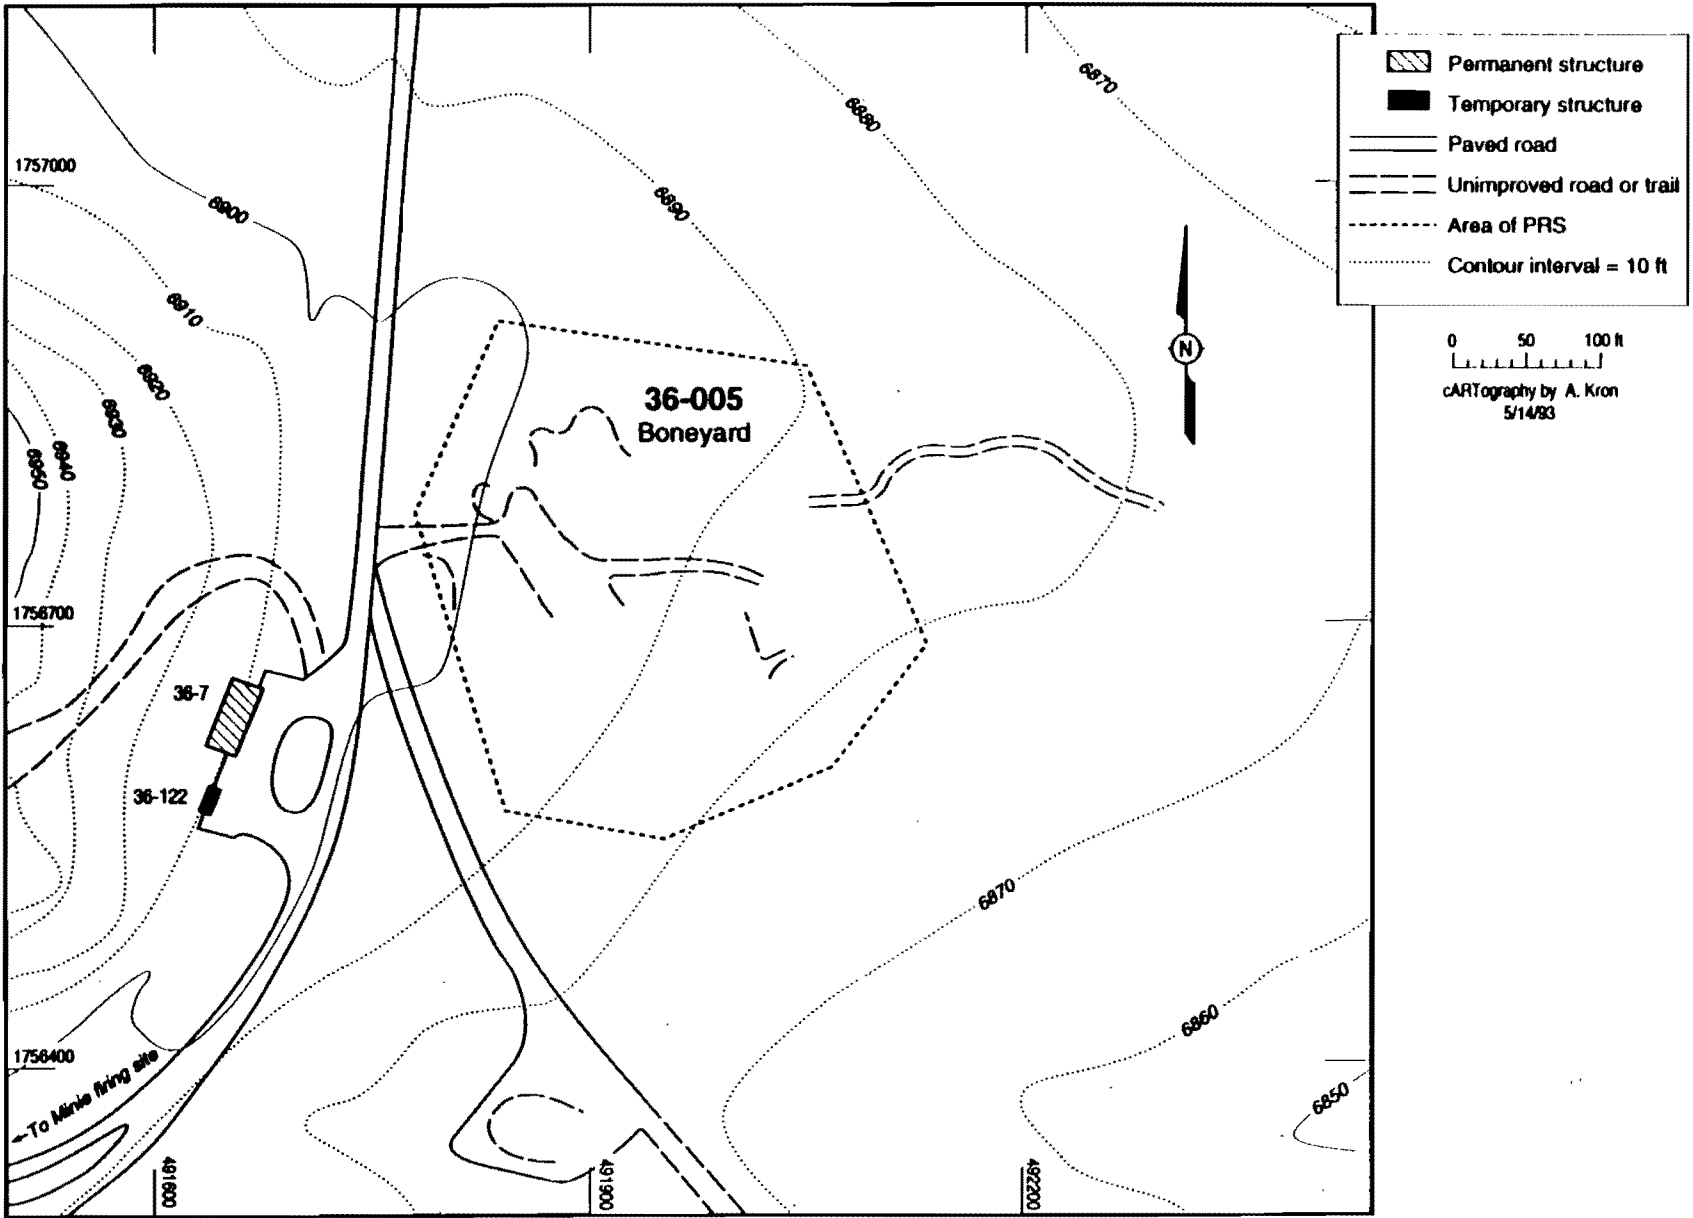 Permanent structure
Temporary structure
Paved road
Unimproved road or trail
Area of PRS
Contour interval = 10 ft
0 50 100 ft
cARTography by A. Kron
5/14/93
N
1757000
1756700
1756400
491600
491900
492200
6870
6880
6890
6900
6910
6920
6930
6940
6950
36-005
Boneyard
36-7
36-122
6870
6860
6850
←To Minie firing site